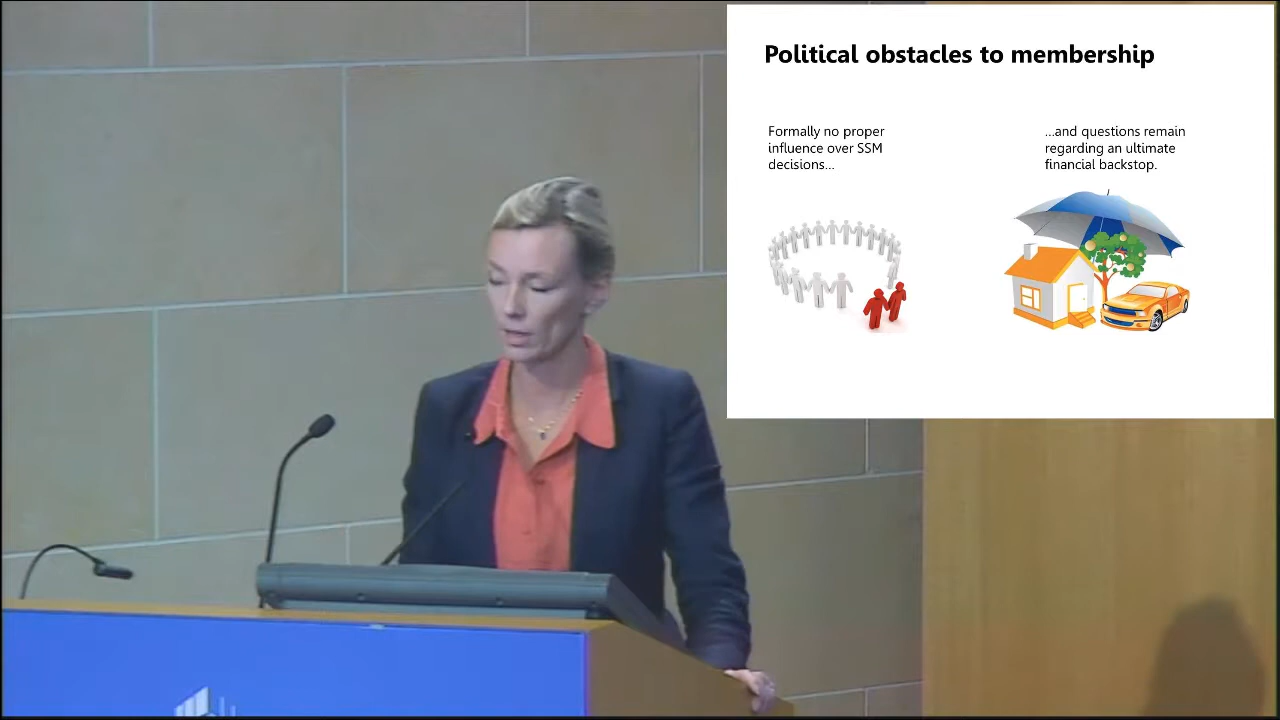 Political obstacles to membership
Formally no proper
influence over SSM
decisions...
...and questions remain
regarding an ultimate
financial backstop.